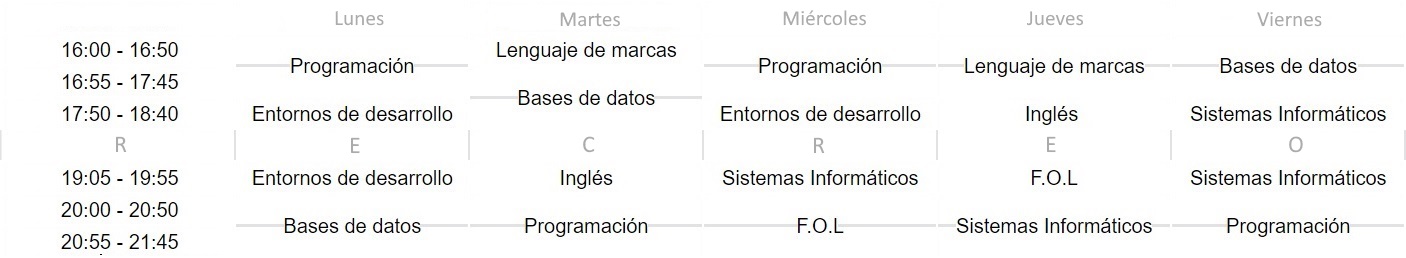 Lunes Martes Miércoles Jueves Viernes
16:00 - 16:50 Lenguaje de marcas
Programación Programación Lenguaje de marcas Bases de datos
16:55 - 17:45
Bases de datos
17:50 - 18:40 Entornos de desarrollo Entornos de desarrollo Inglés Sistemas Informáticos
R E C R E O
19:05 - 19:55 Entornos de desarrollo Inglés Sistemas Informáticos F.O.L Sistemas Informáticos
20:00 - 20:50
Bases de datos Programación F.O.L Sistemas Informáticos Programación
20:55 - 21:45